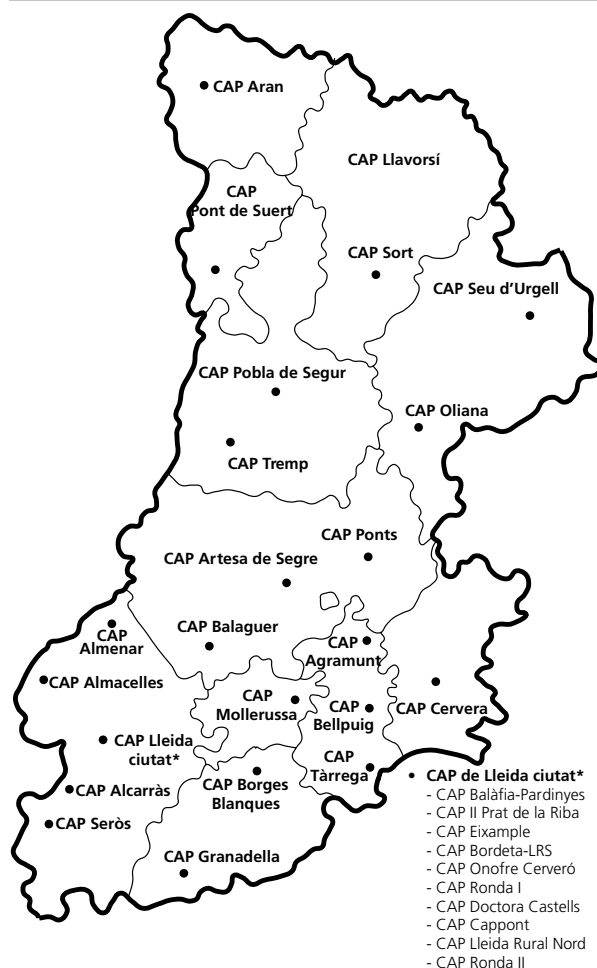 CAP Aran
CAP Llavorsí
CAP
Pont de Suert
CAP Sort
CAP Seu d’Urgell
CAP Pobla de Segur
CAP Oliana
CAP Tremp
CAP Ponts
CAP Artesa de Segre
CAP Balaguer
CAP
Almenar
CAP
Agramunt
CAP Almacelles
CAP
Mollerussa
CAP
Bellpuig
CAP Cervera
CAP Lleida
ciutat*
CAP
Tàrrega
CAP Alcarràs
CAP Borges
Blanques
CAP Seròs
CAP Granadella
• CAP de Lleida ciutat*
- CAP Balàfia-Pardinyes
- CAP II Prat de la Riba
- CAP Eixample
- CAP Bordeta-LRS
- CAP Onofre Cerveró
- CAP Ronda I
- CAP Doctora Castells
- CAP Cappont
- CAP Lleida Rural Nord
- CAP Ronda II